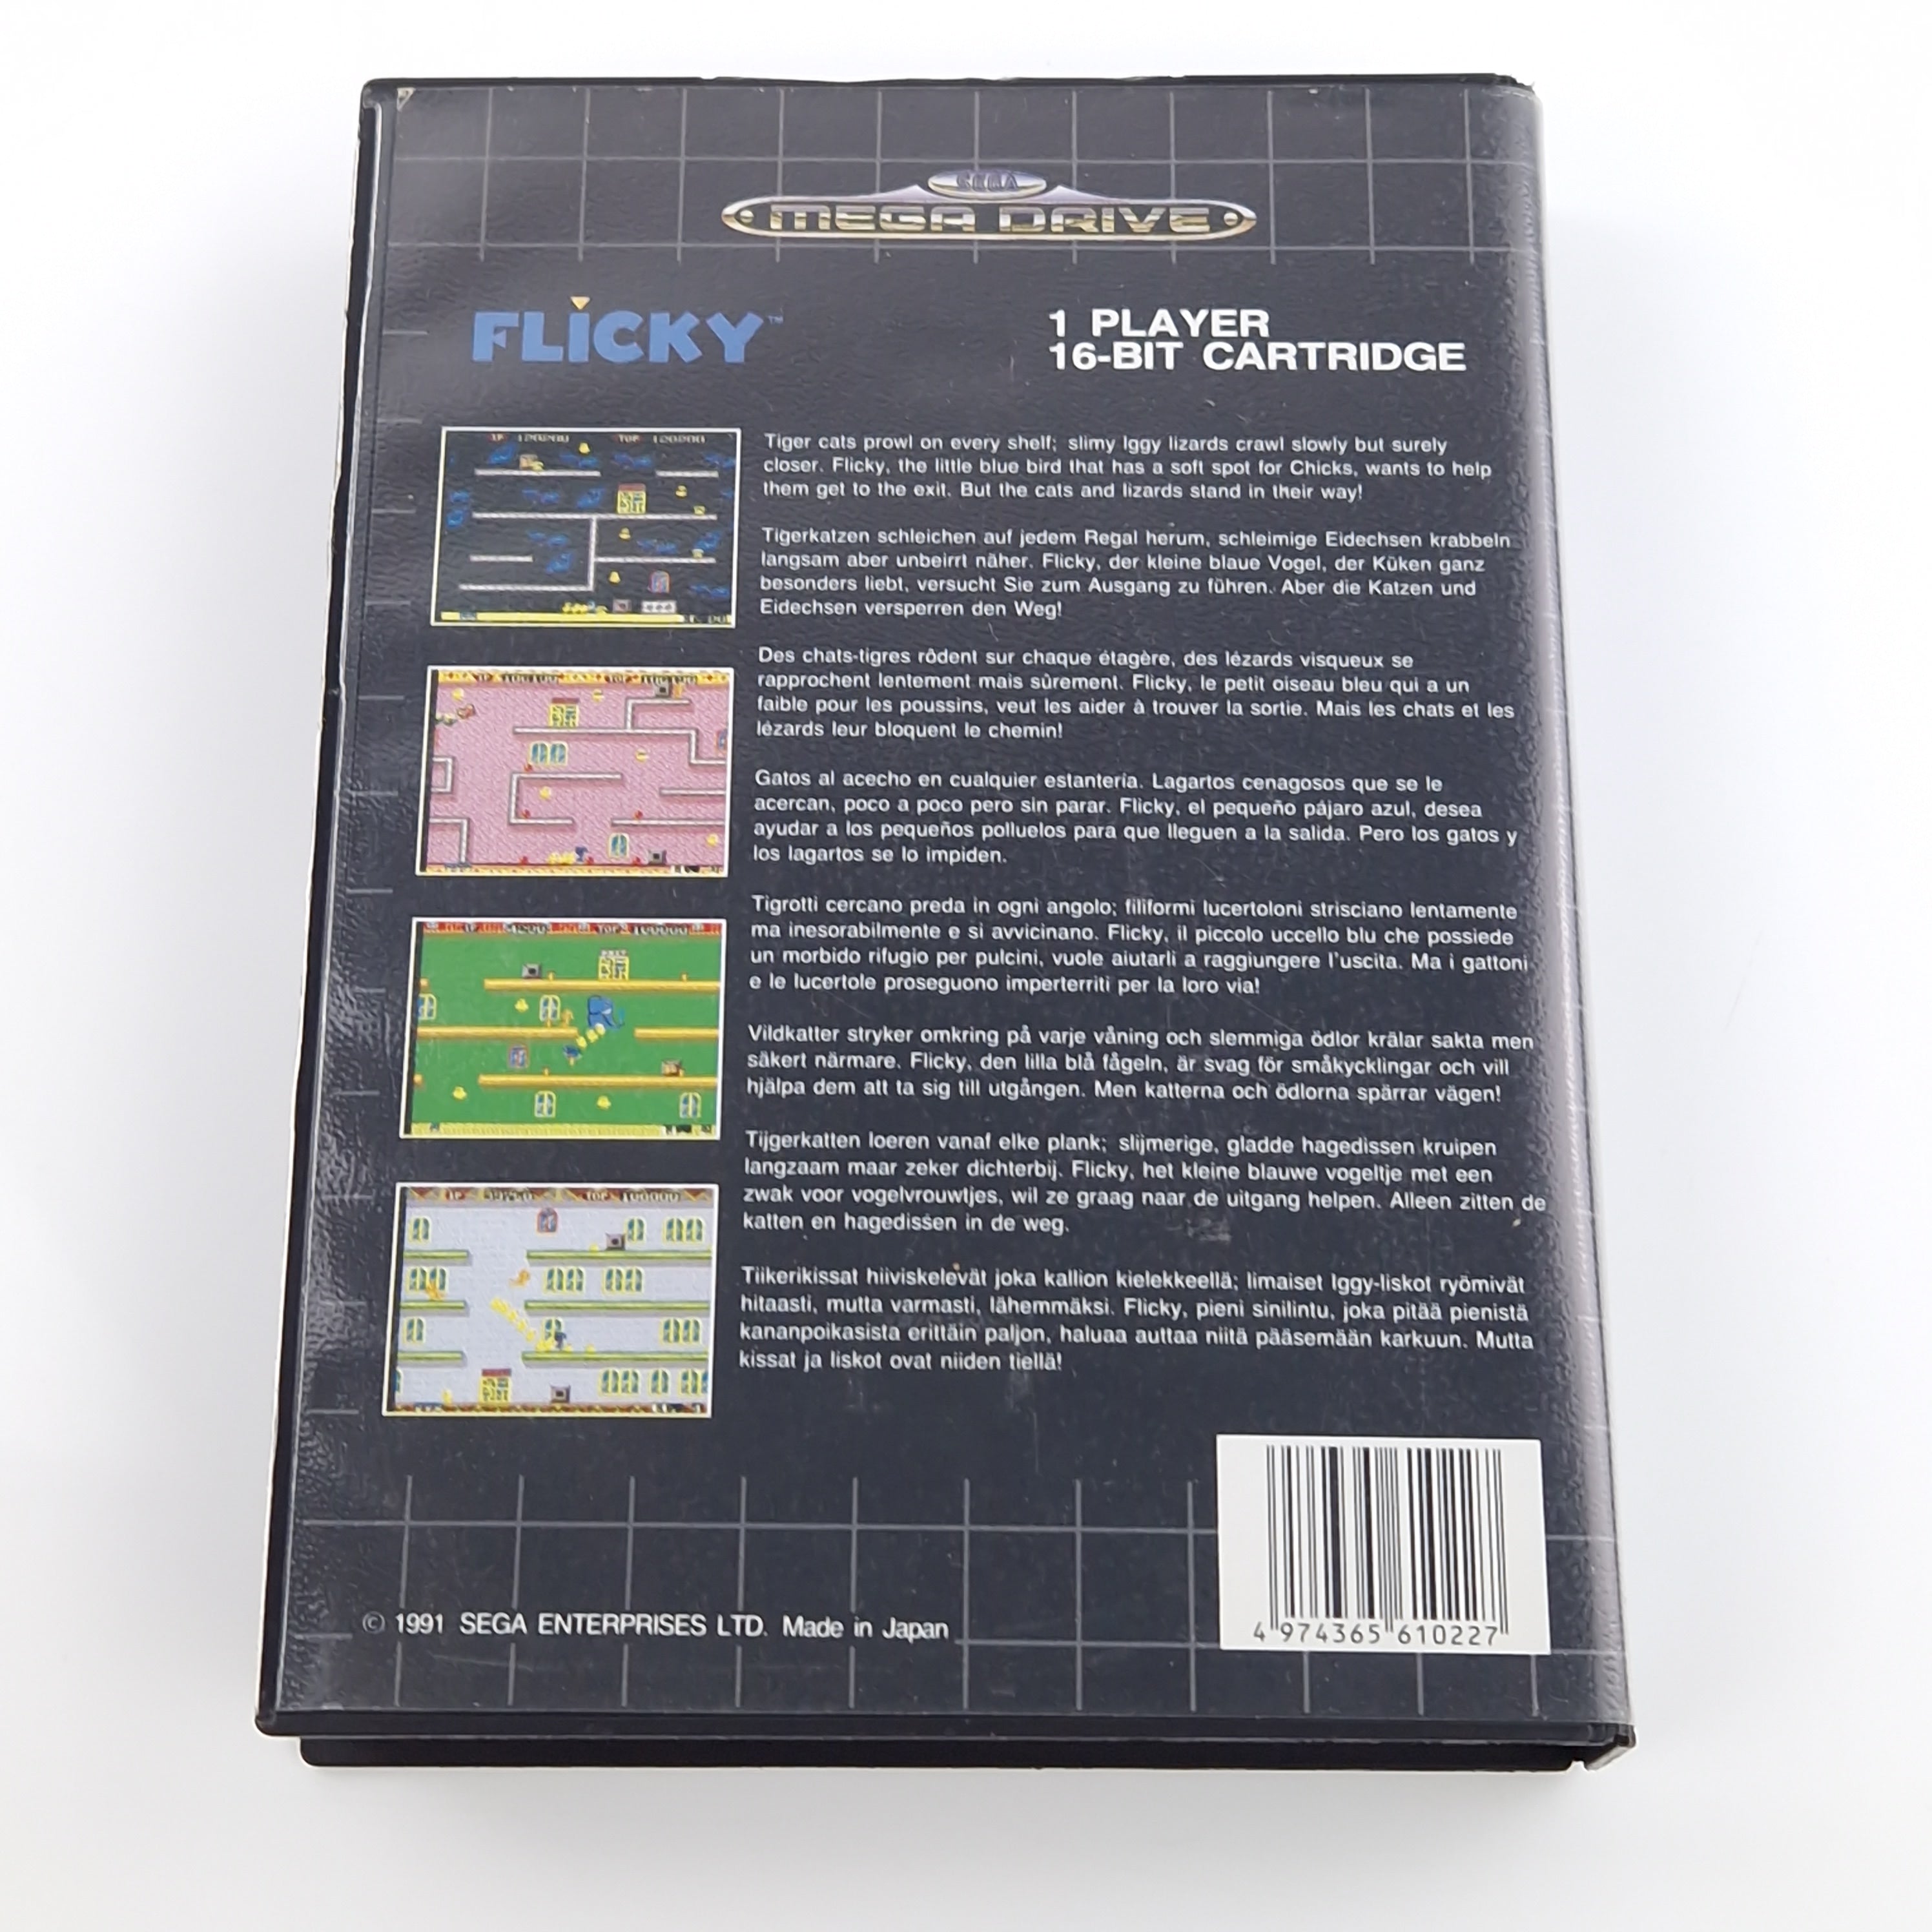 SEGA
MEGA DRIVE
FLICKY™
1 PLAYER
16-BIT CARTRIDGE
Tiger cats prowl on every shelf; slimy Iggy lizards crawl slowly but surely
closer. Flicky, the little blue bird that has a soft spot for Chicks, wants to help
them get to the exit. But the cats and lizards stand in their way!
Tigerkatzen schleichen auf jedem Regal herum, schleimige Eidechsen krabbeln
langsam aber unbeirrt näher. Flicky, der kleine blaue Vogel, der Küken ganz
besonders liebt, versucht Sie zum Ausgang zu führen. Aber die Katzen und
Eidechsen versperren den Weg!
Des chats-tigres rôdent sur chaque étagère, des lézards visqueux se
rapprochent lentement mais sûrement. Flicky, le petit oiseau bleu qui a un
faible pour les poussins, veut les aider à trouver la sortie. Mais les chats et les
lézards leur bloquent le chemin!
Gatos al acecho en cualquier estantería. Lagartos cenagosos que se le
acercan, poco a poco pero sin parar. Flicky, el pequeño pájaro azul, desea
ayudar a los pequeños polluelos para que lleguen a la salida. Pero los gatos y
los lagartos se lo impiden.
Tigrotti cercano preda in ogni angolo; filiformi lucertoloni strisciano lentamente
ma inesorabilmente e si avvicinano. Flicky, il piccolo uccello blu che possiede
un morbido rifugio per pulcini, vuole aiutarli a raggiungere l'uscita. Ma i gattoni
e le lucertole proseguono imperterriti per la loro via!
Vildkatter stryker omkring på varje våning och slemmiga ödlor krälar sakta men
säkert närmare. Flicky, den lilla blå fågeln, är svag för småkycklingar och vill
hjälpa dem att ta sig till utgången. Men katterna och ödlorna spärrar vägen!
Tijgerkatten loeren vanaf elke plank; slijmerige, gladde hagedissen kruipen
langzaam maar zeker dichterbij. Flicky, het kleine blauwe vogeltje met een
zwak voor vogelvrouwtjes, wil ze graag naar de uitgang helpen. Alleen zitten de
katten en hagedissen in de weg.
Tiikerikissat hiiviskelevät joka kallion kielekkeellä; limaiset Iggy-liskot ryömivät
hitaasti, mutta varmasti, lähemmäksi. Flicky, pieni sinilintu, joka pitää pienistä
kananpoikasista erittäin paljon, haluaa auttaa niitä pääsemään karkuun. Mutta
kissat ja liskot ovat niiden tiellä!
1P 120200 TOP 120200
TOP 100000
1P TOP 100000
© 1991 SEGA ENTERPRISES LTD. Made in Japan
4 974365 610227